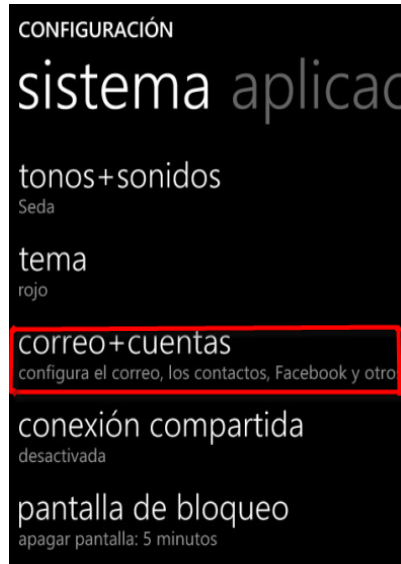 CONFIGURACIÓN
sistema aplicac
tonos+sonidos
Seda
tema
rojo
correo+cuentas
configura el correo, los contactos, Facebook y otro
conexión compartida
desactivada
pantalla de bloqueo
apagar pantalla: 5 minutos